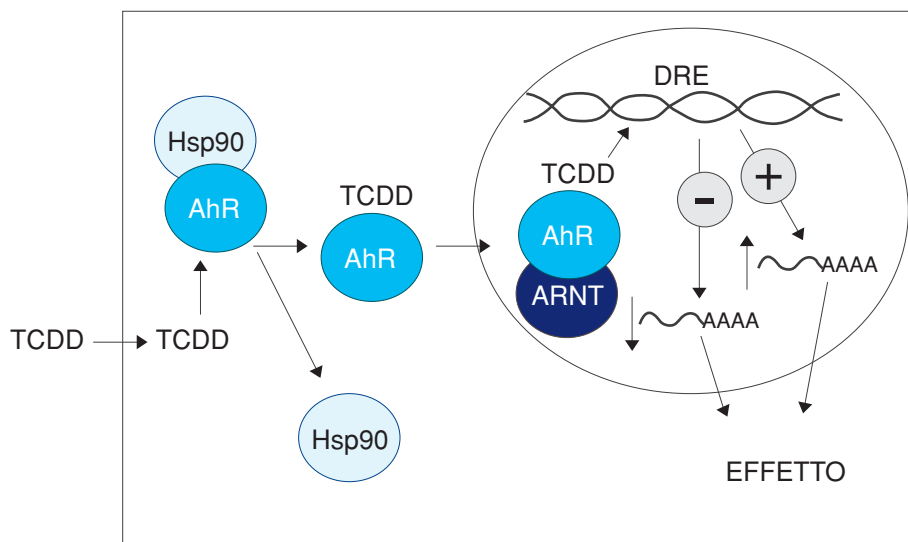 DRE
Hsp90
TCDD
TCDD
+
-
AhR
AhR
AhR
AAAA
ARNT
AAAA
TCDD
TCDD
Hsp90
EFFETTO